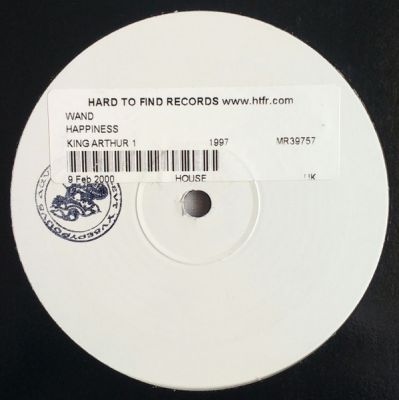 HARD TO FIND RECORDS www.htfr.com
WAND
HAPPINESS
KING ARTHUR 1 1997 MR39757
9 Feb 2000 HOUSE UK